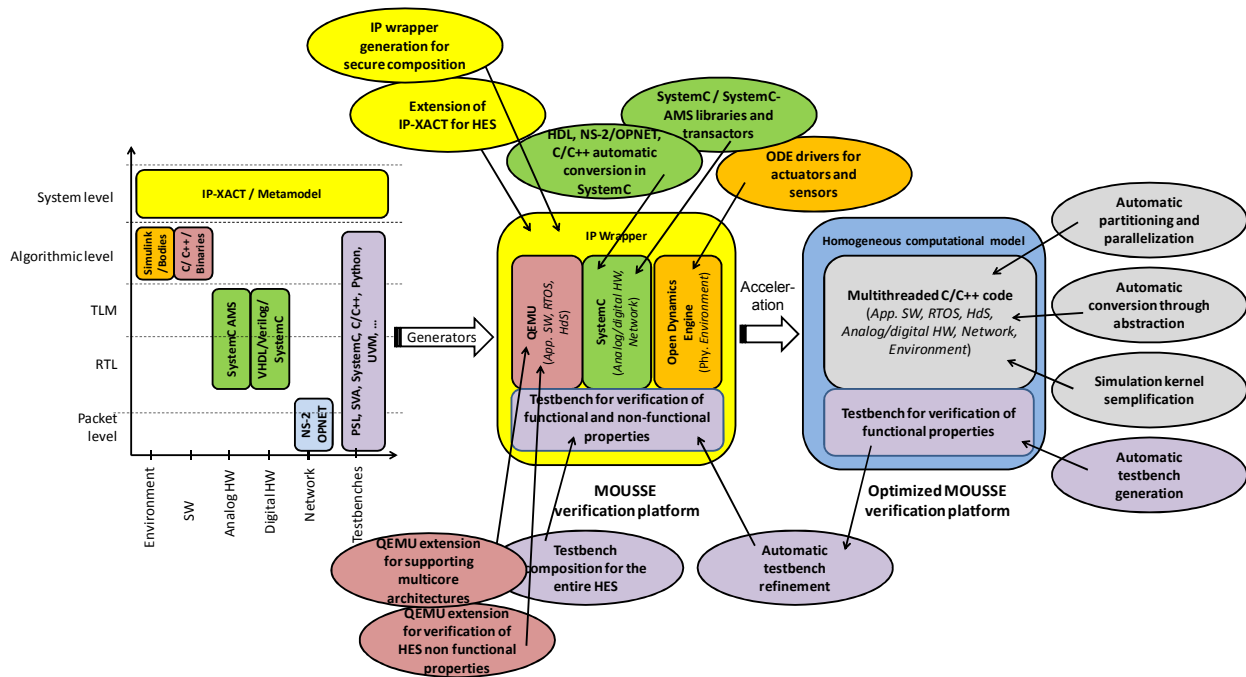 IP wrapper
generation for
secure composition
Extension of
IP-XACT for HES
SystemC / SystemC-
AMS libraries and
transactors
HDL, NS-2/OPNET,
C/C++ automatic
conversion in
SystemC
ODE drivers for
actuators and
sensors
System level
Algorithmic level
TLM
RTL
Packet
level
IP-XACT / Metamodel
Simulink
/Bodies
C/ C++/
Binaries
SystemC AMS
VHDL/Verilog/
SystemC
NS-2
OPNET
PSL, SVA, SystemC, C/C++, Python,
UVM, ...
Environment
SW
Analog HW
Digital HW
Network
Testbenches
Generators
IP Wrapper
QEMU
(App. SW, RTOS,
HdS)
SystemC
(Analog/digital HW,
Network)
Open Dynamics
Engine
(Phy. Environment)
Testbench for verification of
functional and non-functional
properties
MOUSSE
verification platform
Acceler-
ation
Homogeneous computational model
Multithreaded C/C++ code
(App. SW, RTOS, HdS,
Analog/digital HW, Network,
Environment)
Testbench for verification of
functional properties
Optimized MOUSSE
verification platform
Automatic
partitioning and
parallelization
Automatic
conversion through
abstraction
Simulation kernel
semplification
Automatic
testbench
generation
QEMU extension
for supporting
multicore
architectures
Testbench
composition for the
entire HES
Automatic
testbench
refinement
QEMU extension
for verification of
HES non functional
properties